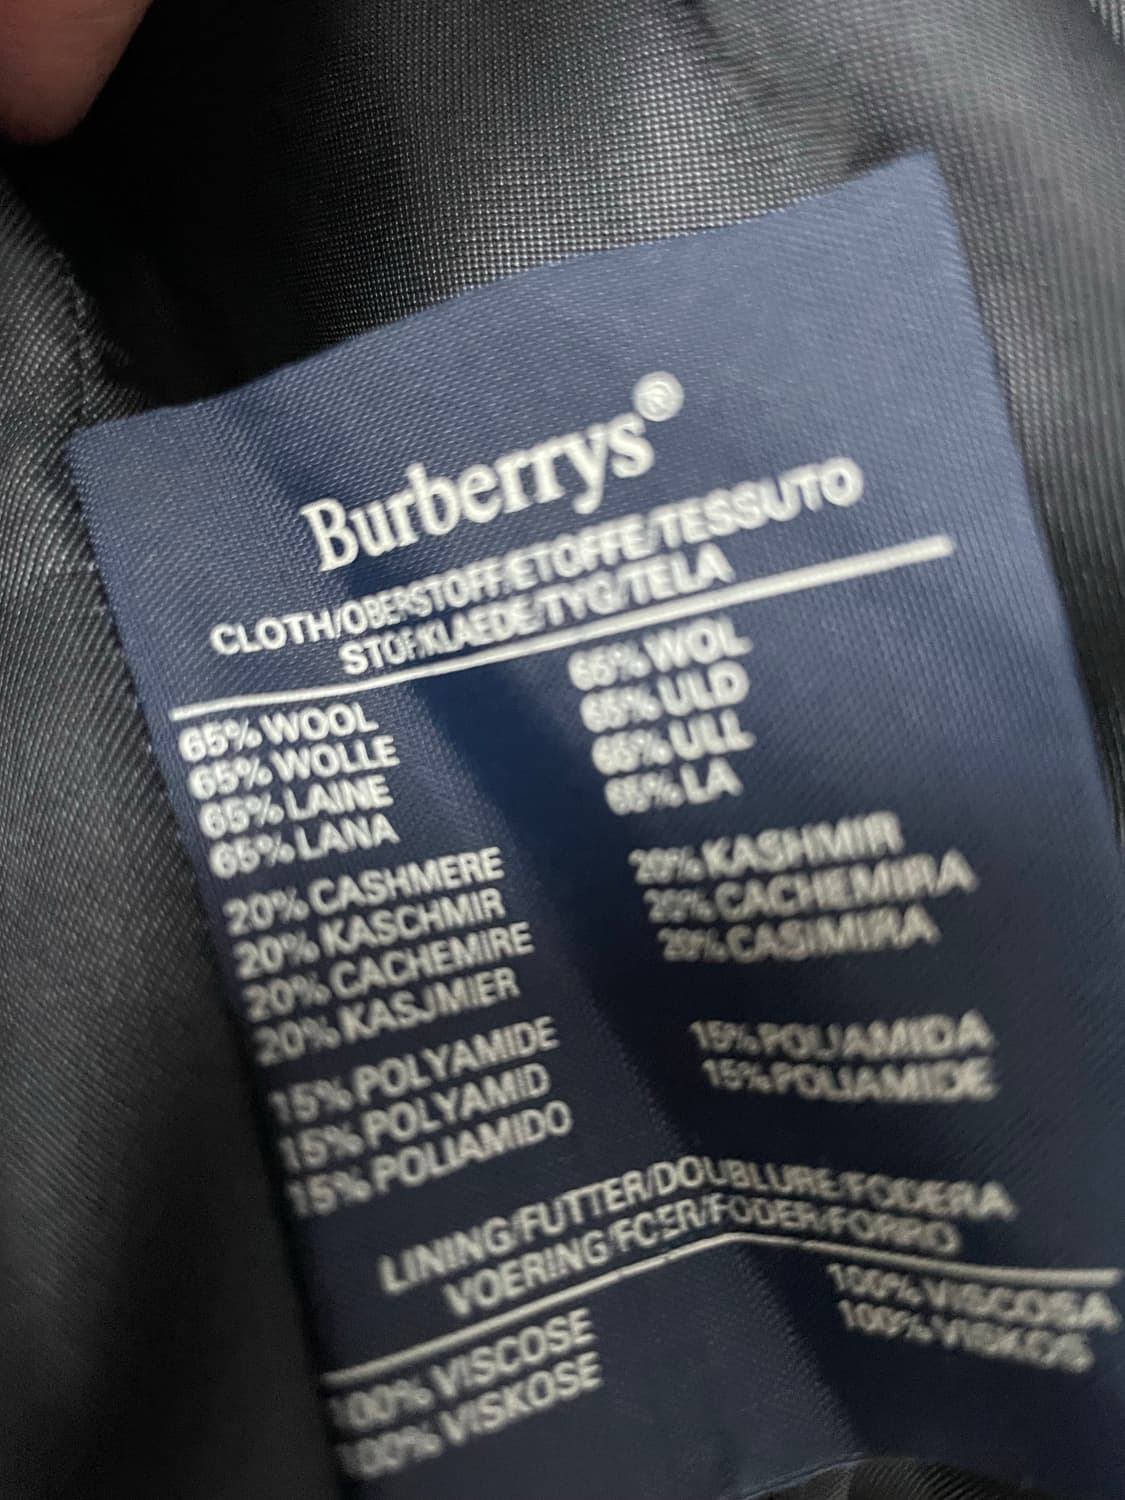 Burberrys®
CLOTH/OBERSTOFF/ETOFFE/TESSUTO
STOF/KLAEDE/TYG/TELA
65% WOOL
65% WOLLE
65% LAINE
65% LANA
65% WOL
65% ULD
65% ULL
65% LA
20% CASHMERE
20% KASCHMIR
20% CACHEMIRE
20% KASJMIER
20% KASHMIR
20% CACHEMIRA
20% CASIMIRA
15% POLYAMIDE
15% POLYAMID
15% POLIAMIDO
15% POLIAMIDA
15% POLIAMIDE
LINING/FUTTER/DOUBLURE/FODERA
VOERING/FOER/FODER/FORRO
100% VISCOSE
100% VISKOSE
100% VISCOSA
100% VISKOS